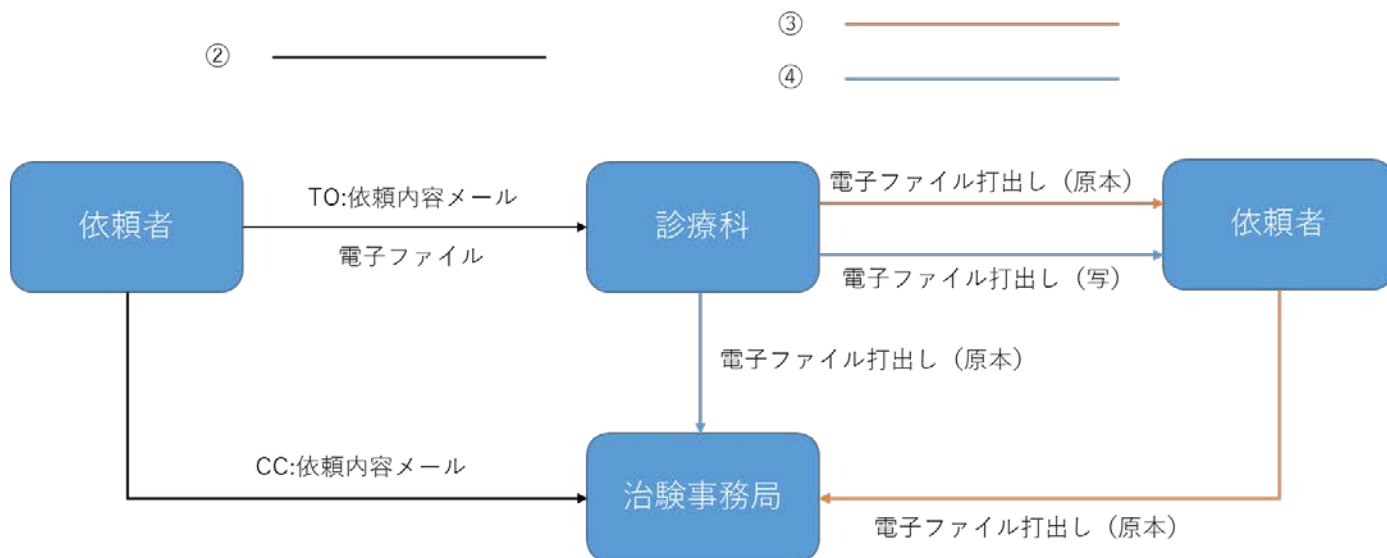 ②
③
④
依頼者
TO:依頼内容メール
電子ファイル
診療科
電子ファイル打出し（原本）
電子ファイル打出し（写）
依頼者
電子ファイル打出し（原本）
CC:依頼内容メール
治験事務局
電子ファイル打出し（原本）